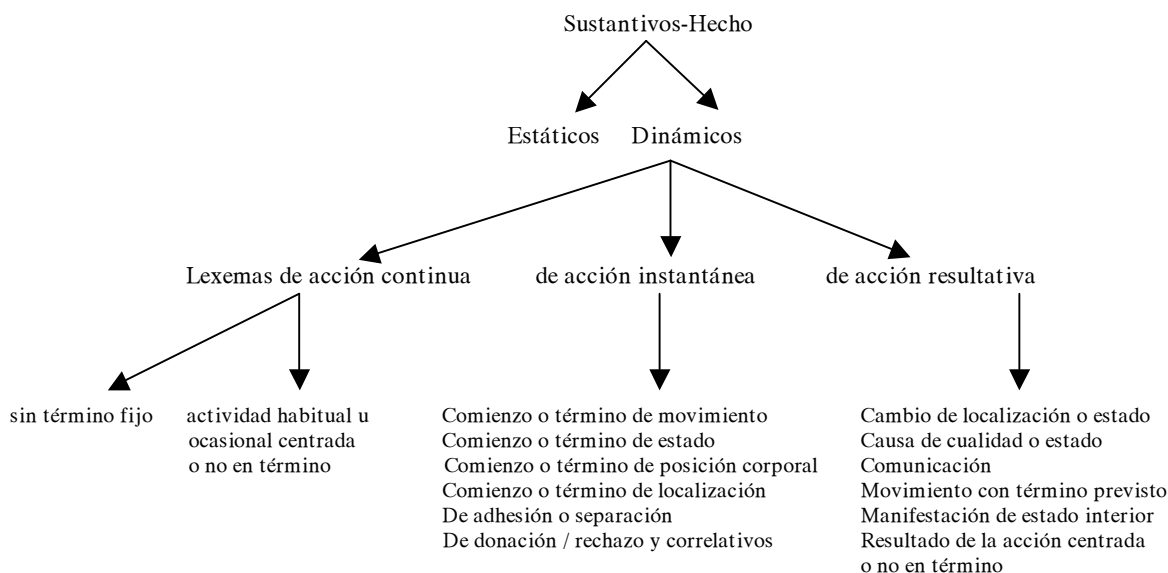 Sustantivos-Hecho
Estáticos Dinámicos
Lexemas de acción continua de acción instantánea de acción resultativa
sin término fijo
actividad habitual u
ocasional centrada
o no en término
Comienzo o término de movimiento
Comienzo o término de estado
Comienzo o término de posición corporal
Comienzo o término de localización
De adhesión o separación
De donación / rechazo y correlativos
Cambio de localización o estado
Causa de cualidad o estado
Comunicación
Movimiento con término previsto
Manifestación de estado interior
Resultado de la acción centrada
o no en término